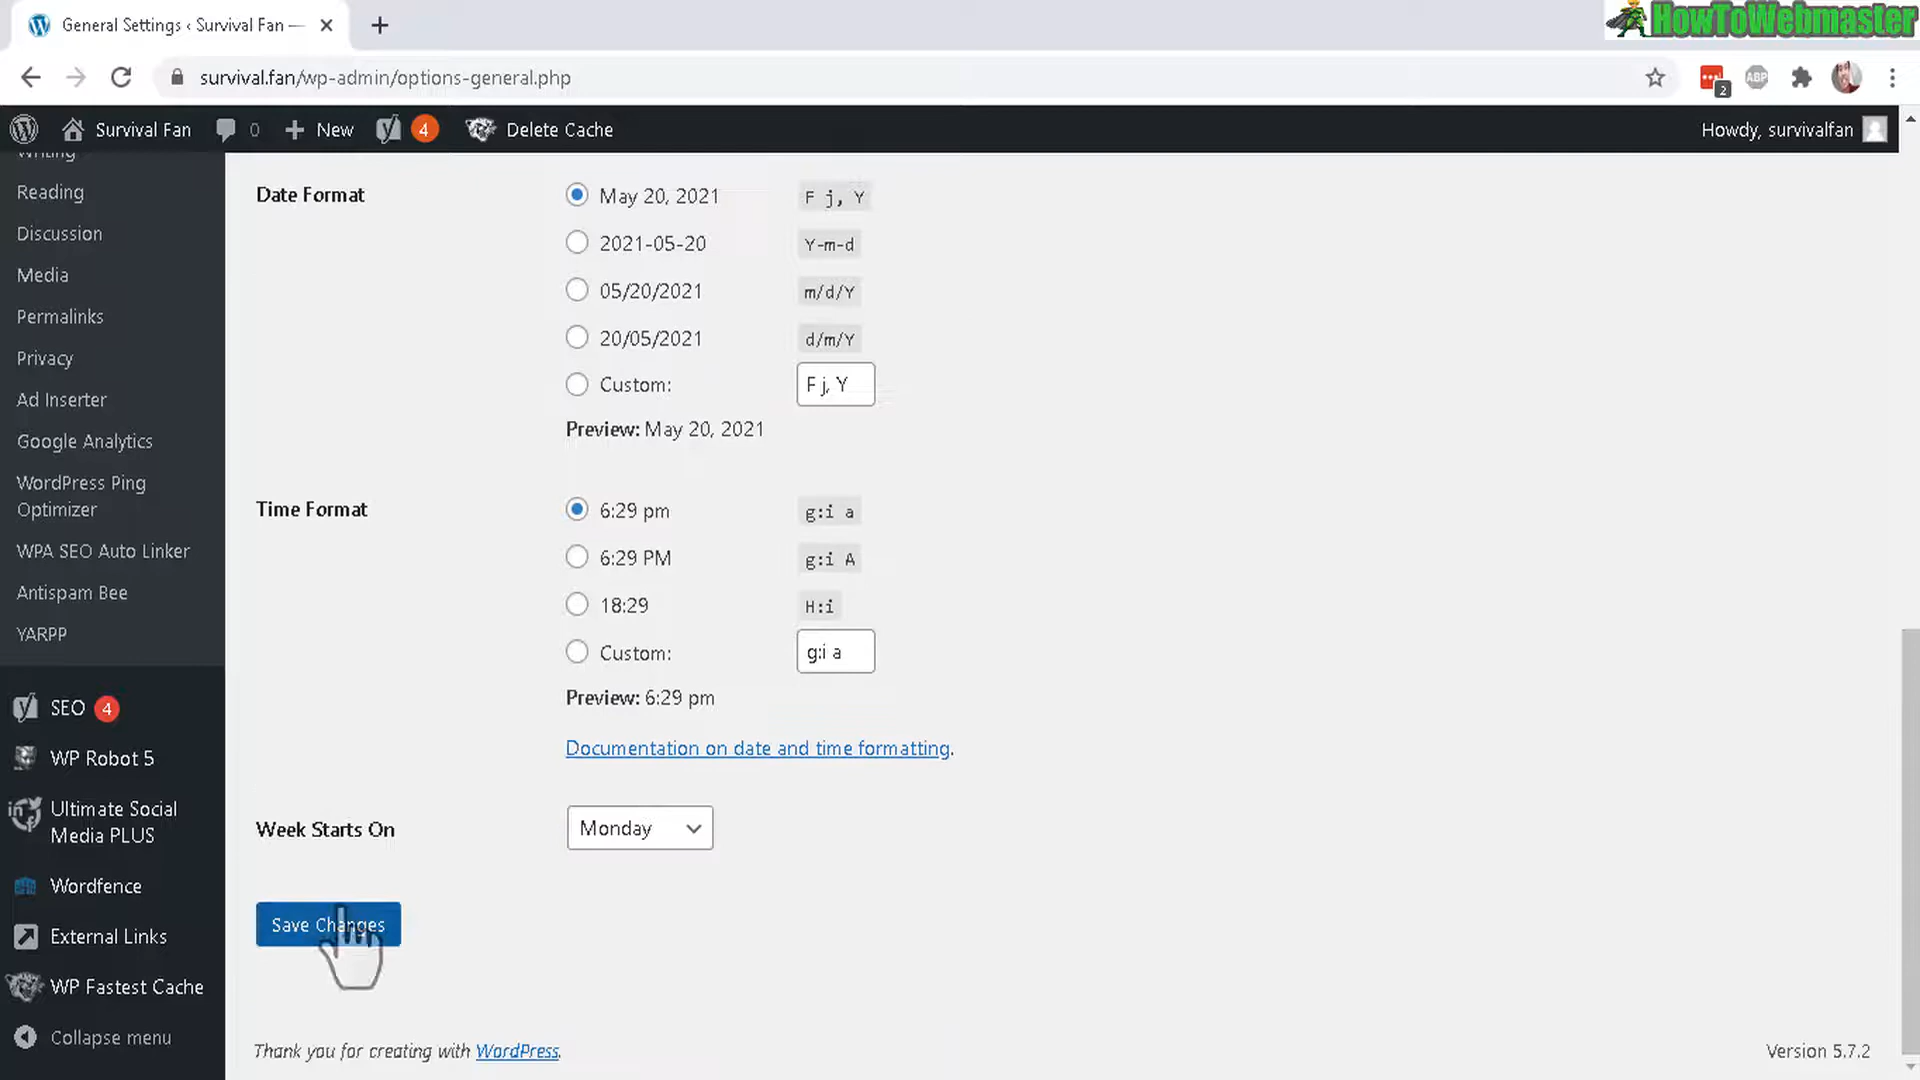 General Settings ‹ Survival Fan —
HowToWebmaster
survival.fan/wp-admin/options-general.php
2
ABP
Survival Fan
0
New
4
Delete Cache
Howdy, survivalfan
Writing
Reading
Discussion
Media
Permalinks
Privacy
Ad Inserter
Google Analytics
WordPress Ping
Optimizer
WPA SEO Auto Linker
Antispam Bee
YARPP
SEO 4
WP Robot 5
Ultimate Social
Media PLUS
Wordfence
External Links
WP Fastest Cache
Collapse menu
Date Format
May 20, 2021 F j, Y
2021-05-20 Y-m-d
05/20/2021 m/d/Y
20/05/2021 d/m/Y
Custom: F j, Y
Preview: May 20, 2021
Time Format
6:29 pm g:i a
6:29 PM g:i A
18:29 H:i
Custom: g:i a
Preview: 6:29 pm
Documentation on date and time formatting.
Week Starts On
Monday
Save Changes
Thank you for creating with WordPress.
Version 5.7.2